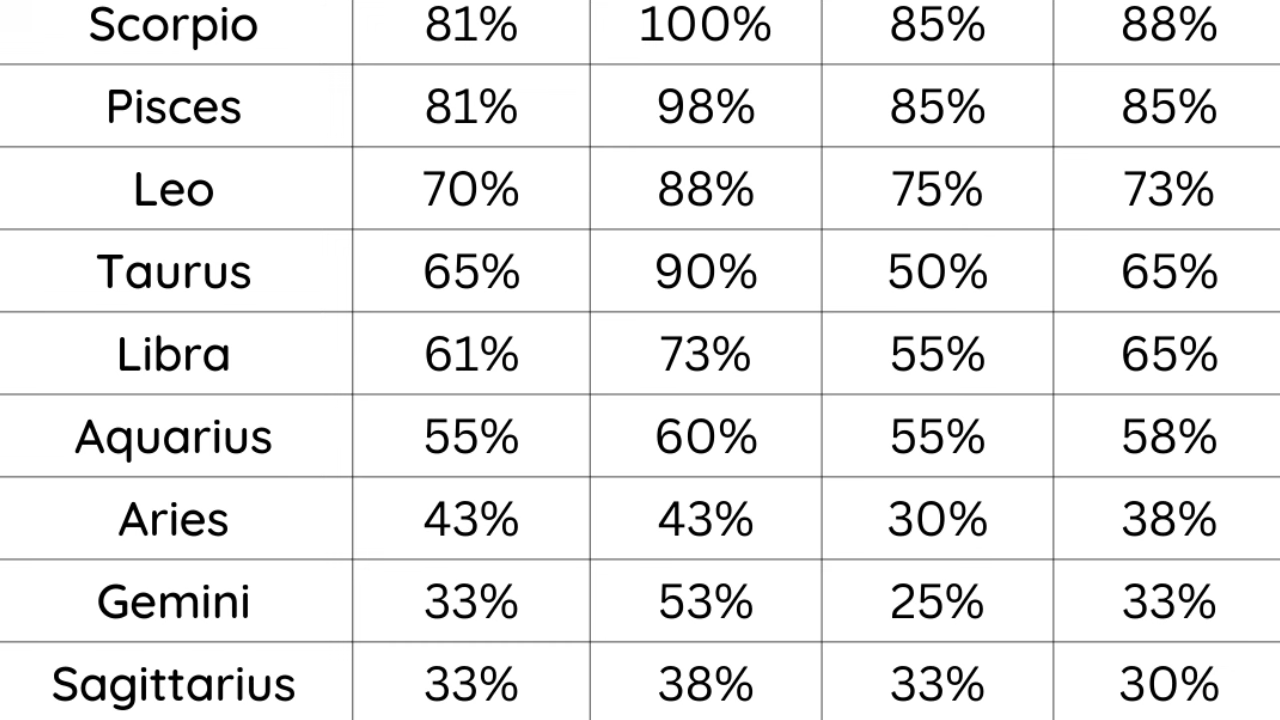 Scorpio 81% 100% 85% 88%
Pisces 81% 98% 85% 85%
Leo 70% 88% 75% 73%
Taurus 65% 90% 50% 65%
Libra 61% 73% 55% 65%
Aquarius 55% 60% 55% 58%
Aries 43% 43% 30% 38%
Gemini 33% 53% 25% 33%
Sagittarius 33% 38% 33% 30%